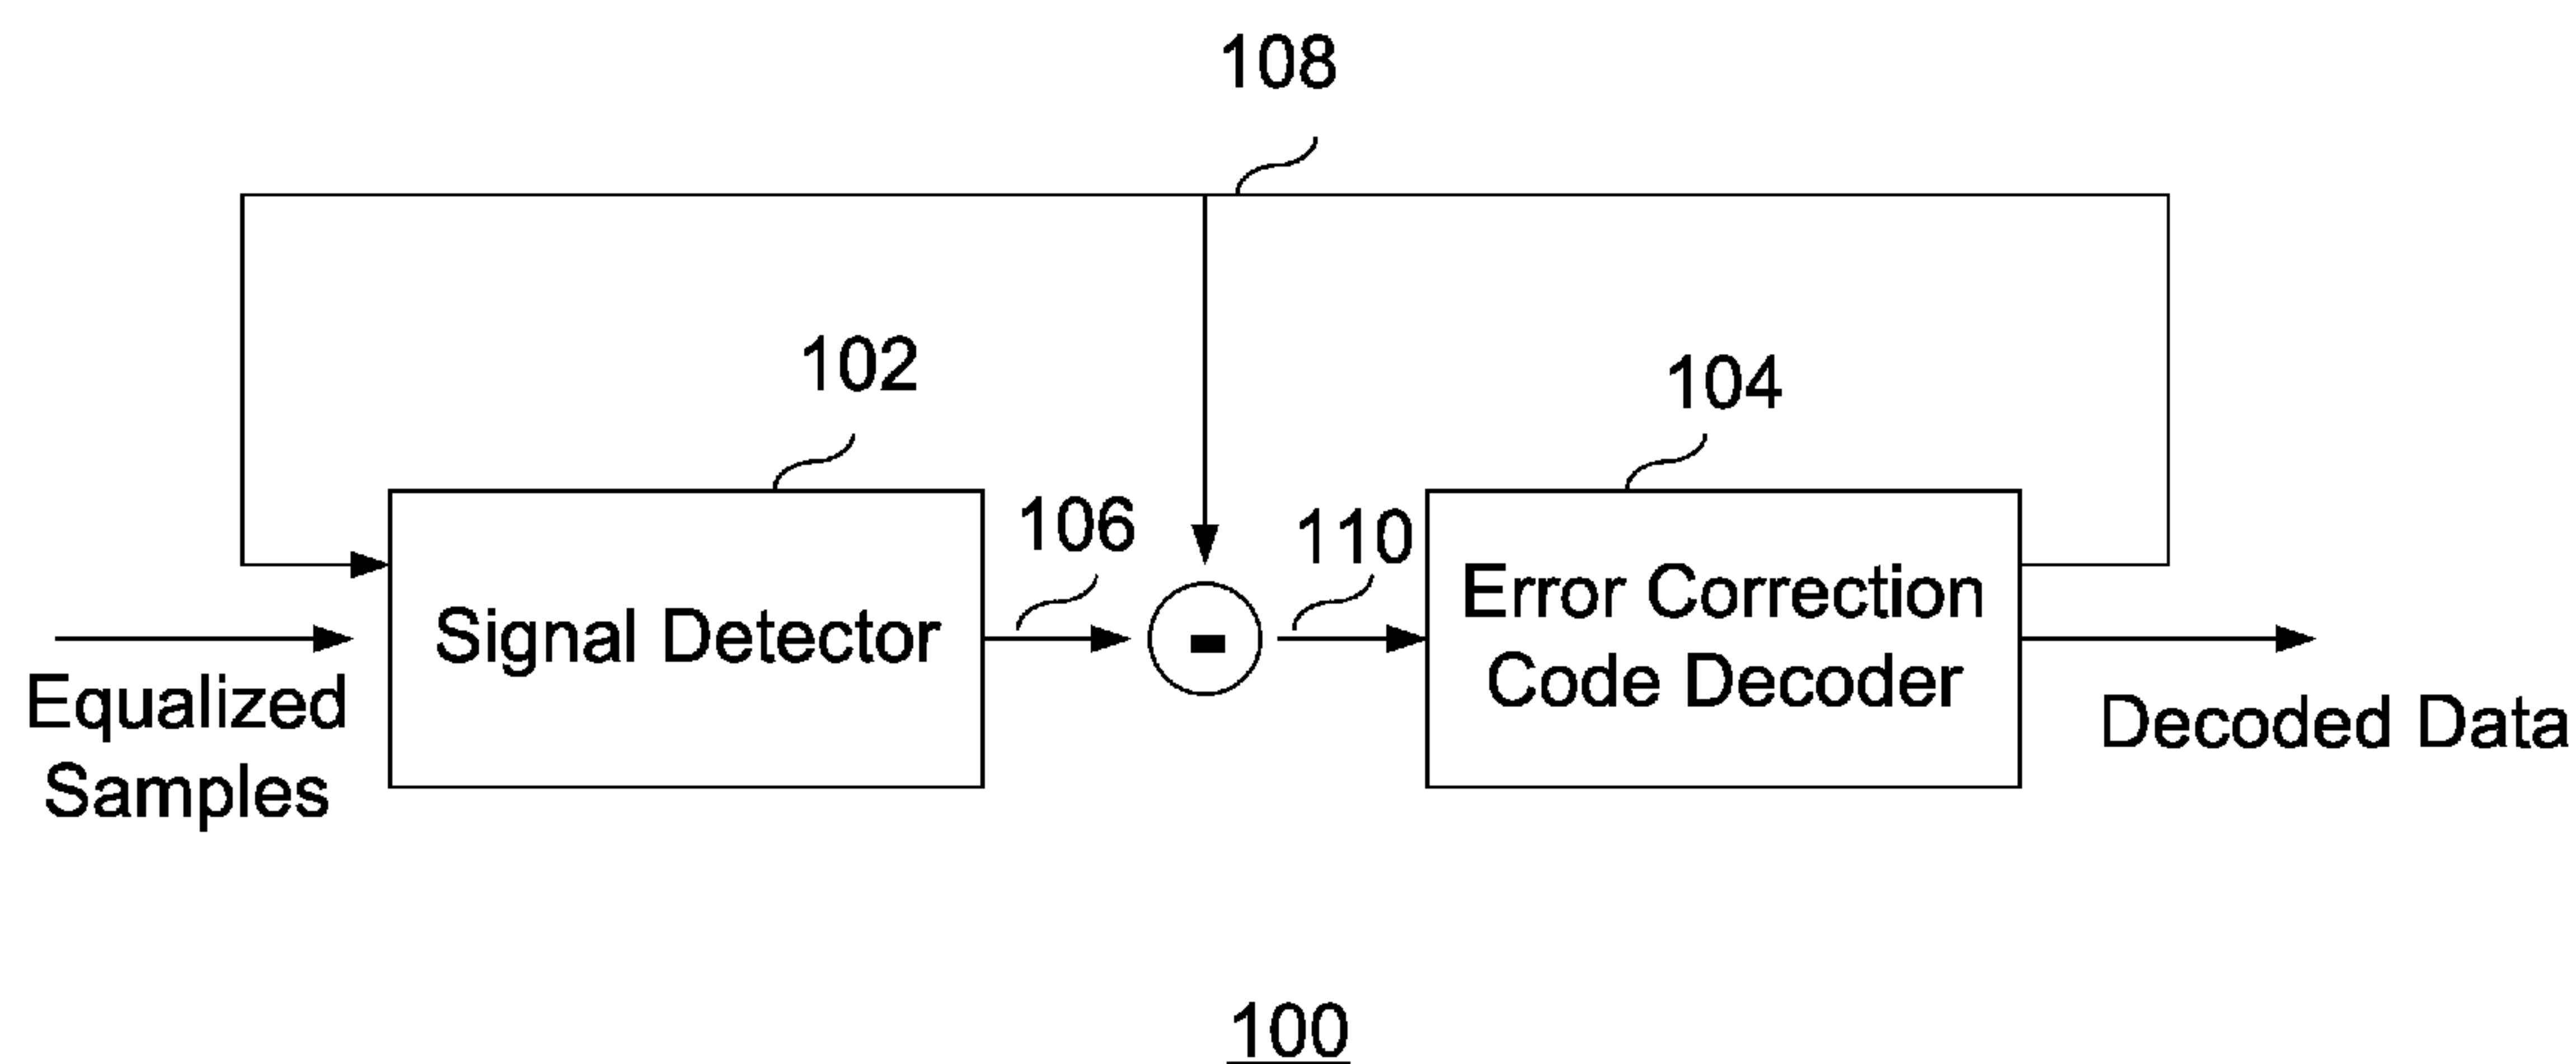 108
102
104
106
110
Signal Detector
Error Correction
Code Decoder
Equalized
Samples
Decoded Data
100